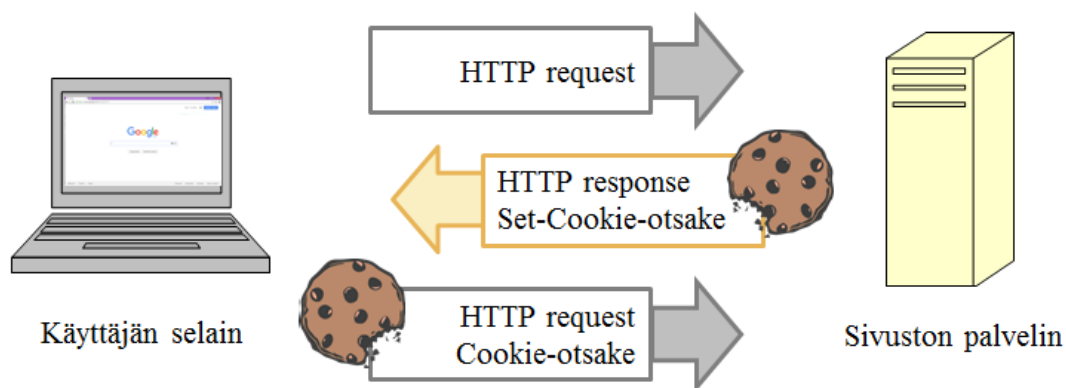 HTTP request
Google
HTTP response
Set-Cookie-otsake
HTTP request
Cookie-otsake
Käyttäjän selain
Sivuston palvelin